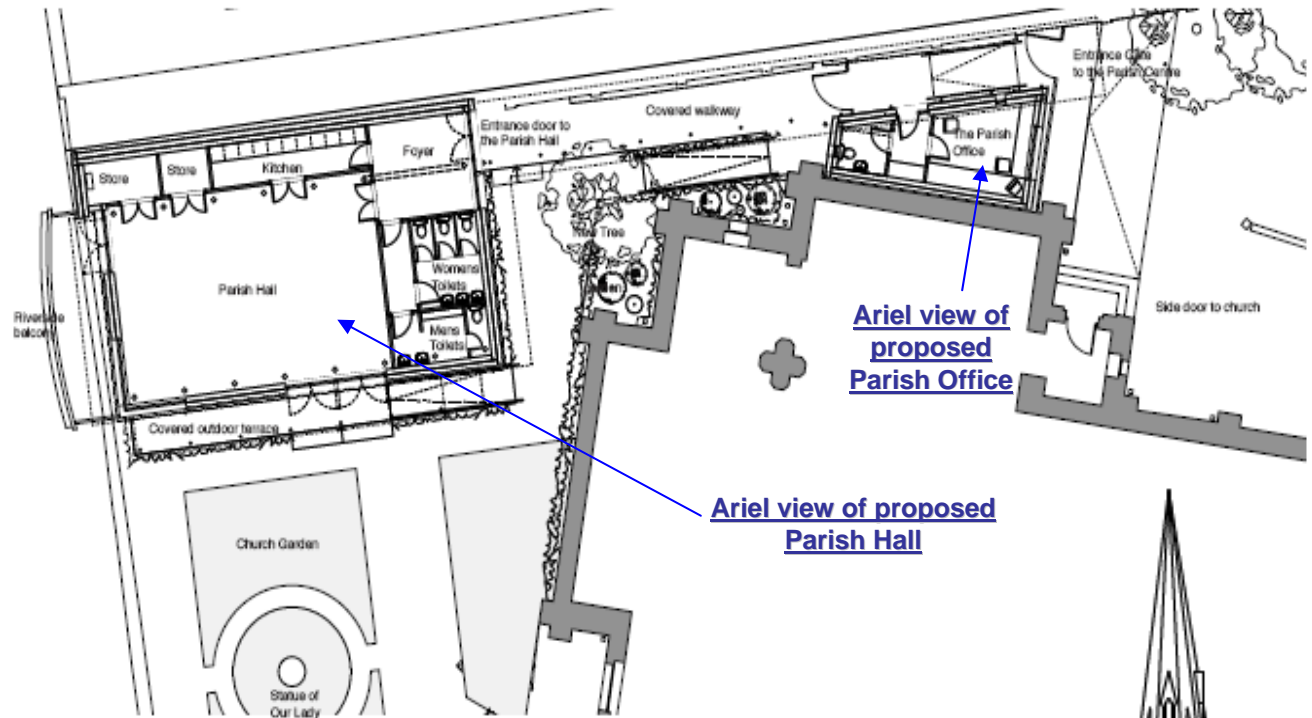 Entrance Gate
to the Parish Centre
Covered walkway
Entrance door to
the Parish Hall
The Parish
Office
Foyer
Kitchen
Store
Store
New Tree
Womens
Toilets
Parish Hall
Mens
Toilets
Riverside
balcony
Side door to church
Ariel view of
proposed
Parish Office
Covered outdoor terrace
Ariel view of proposed
Parish Hall
Church Garden
Statue of
Our Lady